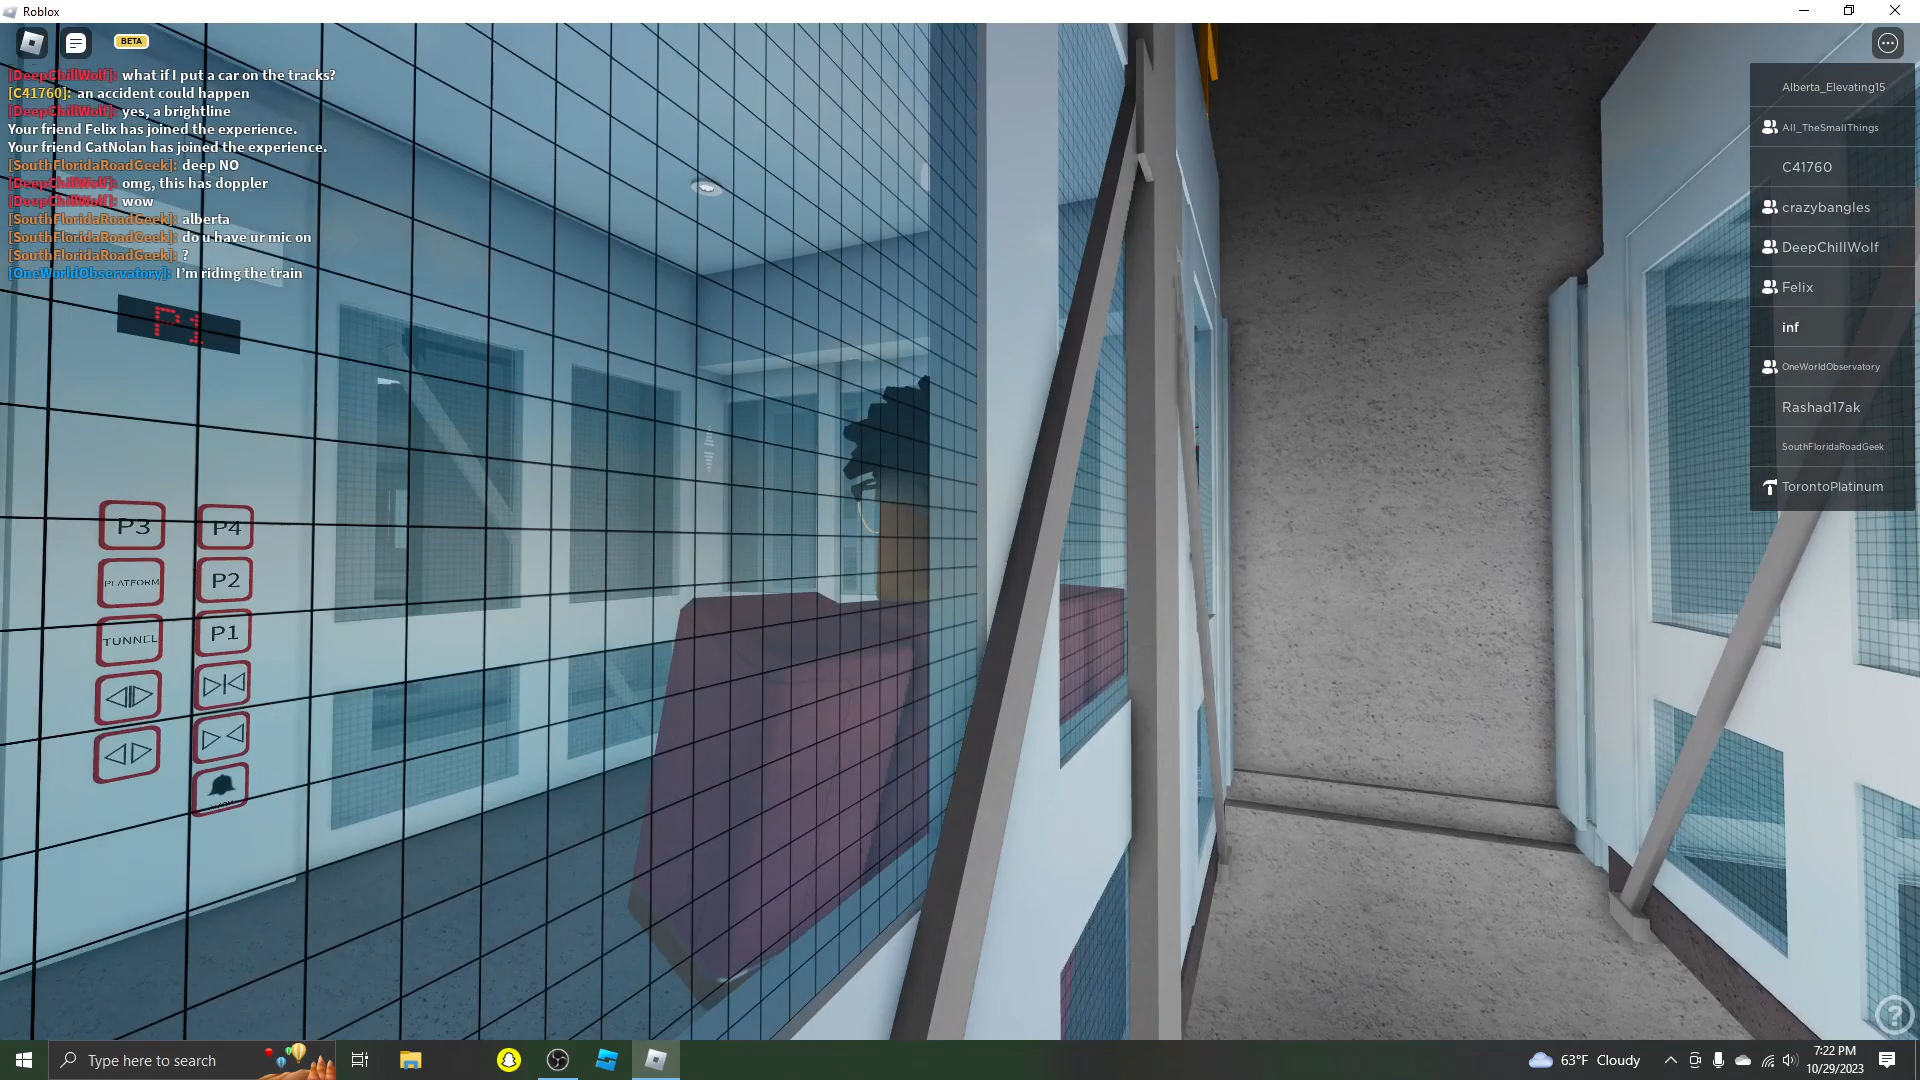 Roblox
BETA
[DeepChillWolf]: what if I put a car on the tracks?
[C41760]: an accident could happen
[DeepChillWolf]: yes, a brightline
Your friend Felix has joined the experience.
Your friend CatNolan has joined the experience.
[SouthFloridaRoadGeek]: deep NO
[DeepChillWolf]: omg, this has doppler
[DeepChillWolf]: wow
[SouthFloridaRoadGeek]: alberta
[SouthFloridaRoadGeek]: do u have ur mic on
[SouthFloridaRoadGeek]: ?
[OneWorldObservatory]: I'm riding the train
Alberta_Elevating15
All_TheSmallThings
C41760
crazybangles
DeepChillWolf
Felix
inf
OneWorldObservatory
Rashad17ak
SouthFloridaRoadGeek
TorontoPlatinum
P1
P3 P4
PLATFORM P2
TUNNEL P1
Type here to search
63°F Cloudy
7:22 PM
10/29/2023